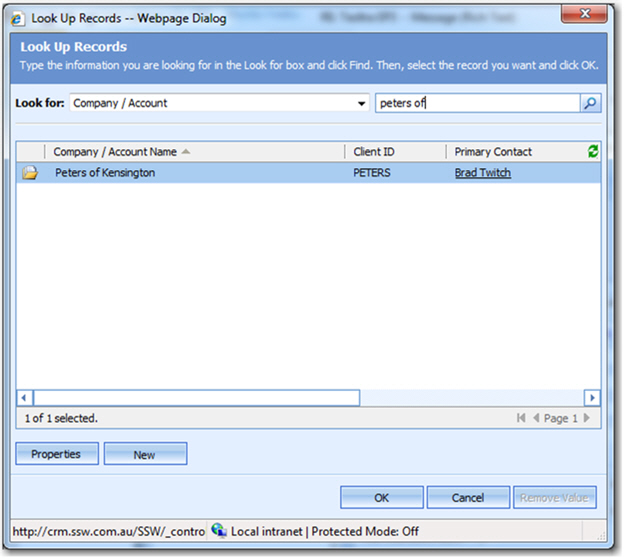 Look Up Records -- Webpage Dialog
Look Up Records
Type the information you are looking for in the Look for box and click Find. Then, select the record you want and click OK.
Look for: Company / Account peters of
Company / Account Name Client ID Primary Contact
Peters of Kensington PETERS Brad Twitch
1 of 1 selected. Page 1
Properties New
OK Cancel Remove Value
http://crm.ssw.com.au/SSW/_contro Local intranet | Protected Mode: Off